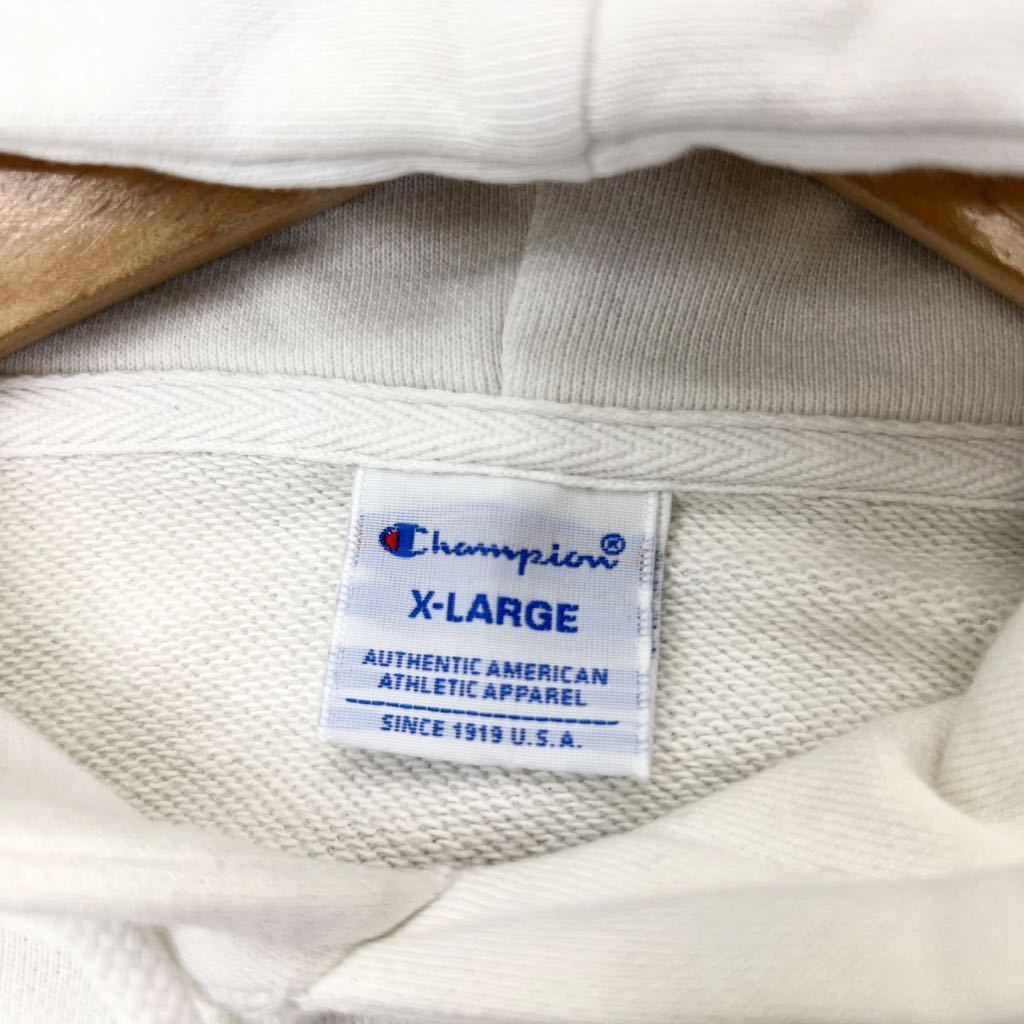 Champion®
X-LARGE
AUTHENTIC AMERICAN
ATHLETIC APPAREL
SINCE 1919 U.S.A.